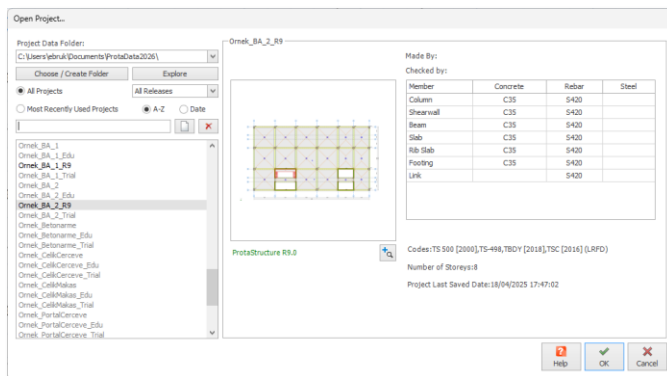 Open Project...
Project Data Folder:
C:\Users\ebruk\Documents\ProtaData2026\
Choose / Create Folder
Explore
All Projects
All Releases
Most Recently Used Projects
A-Z
Date
Ornek_BA_1
Ornek_BA_1_Edu
Ornek_BA_1_R9
Ornek_BA_1_Trial
Ornek_BA_2
Ornek_BA_2_Edu
Ornek_BA_2_R9
Ornek_BA_2_Trial
Ornek_Betonarme
Ornek_Betonarme_Edu
Ornek_Betonarme_Trial
Ornek_CelikCerceve
Ornek_CelikCerceve_Edu
Ornek_CelikCerceve_Trial
Ornek_CelikMakas
Ornek_CelikMakas_Edu
Ornek_CelikMakas_Trial
Ornek_PortalCerceve
Ornek_PortalCerceve_Edu
Ornek_PortalCerceve_Trial
Ornek_BA_2_R9
ProtaStructure R9.0
Made By:
Checked by:
Member Concrete Rebar Steel
Column C35 S420
Shearwall C35 S420
Beam C35 S420
Slab C35 S420
Rib Slab C35 S420
Footing C35 S420
Link S420
Codes:TS 500 [2000],TS-498,TBDY [2018],TSC [2016] (LRFD)
Number of Storeys:8
Project Last Saved Date:18/04/2025 17:47:02
Help
OK
Cancel